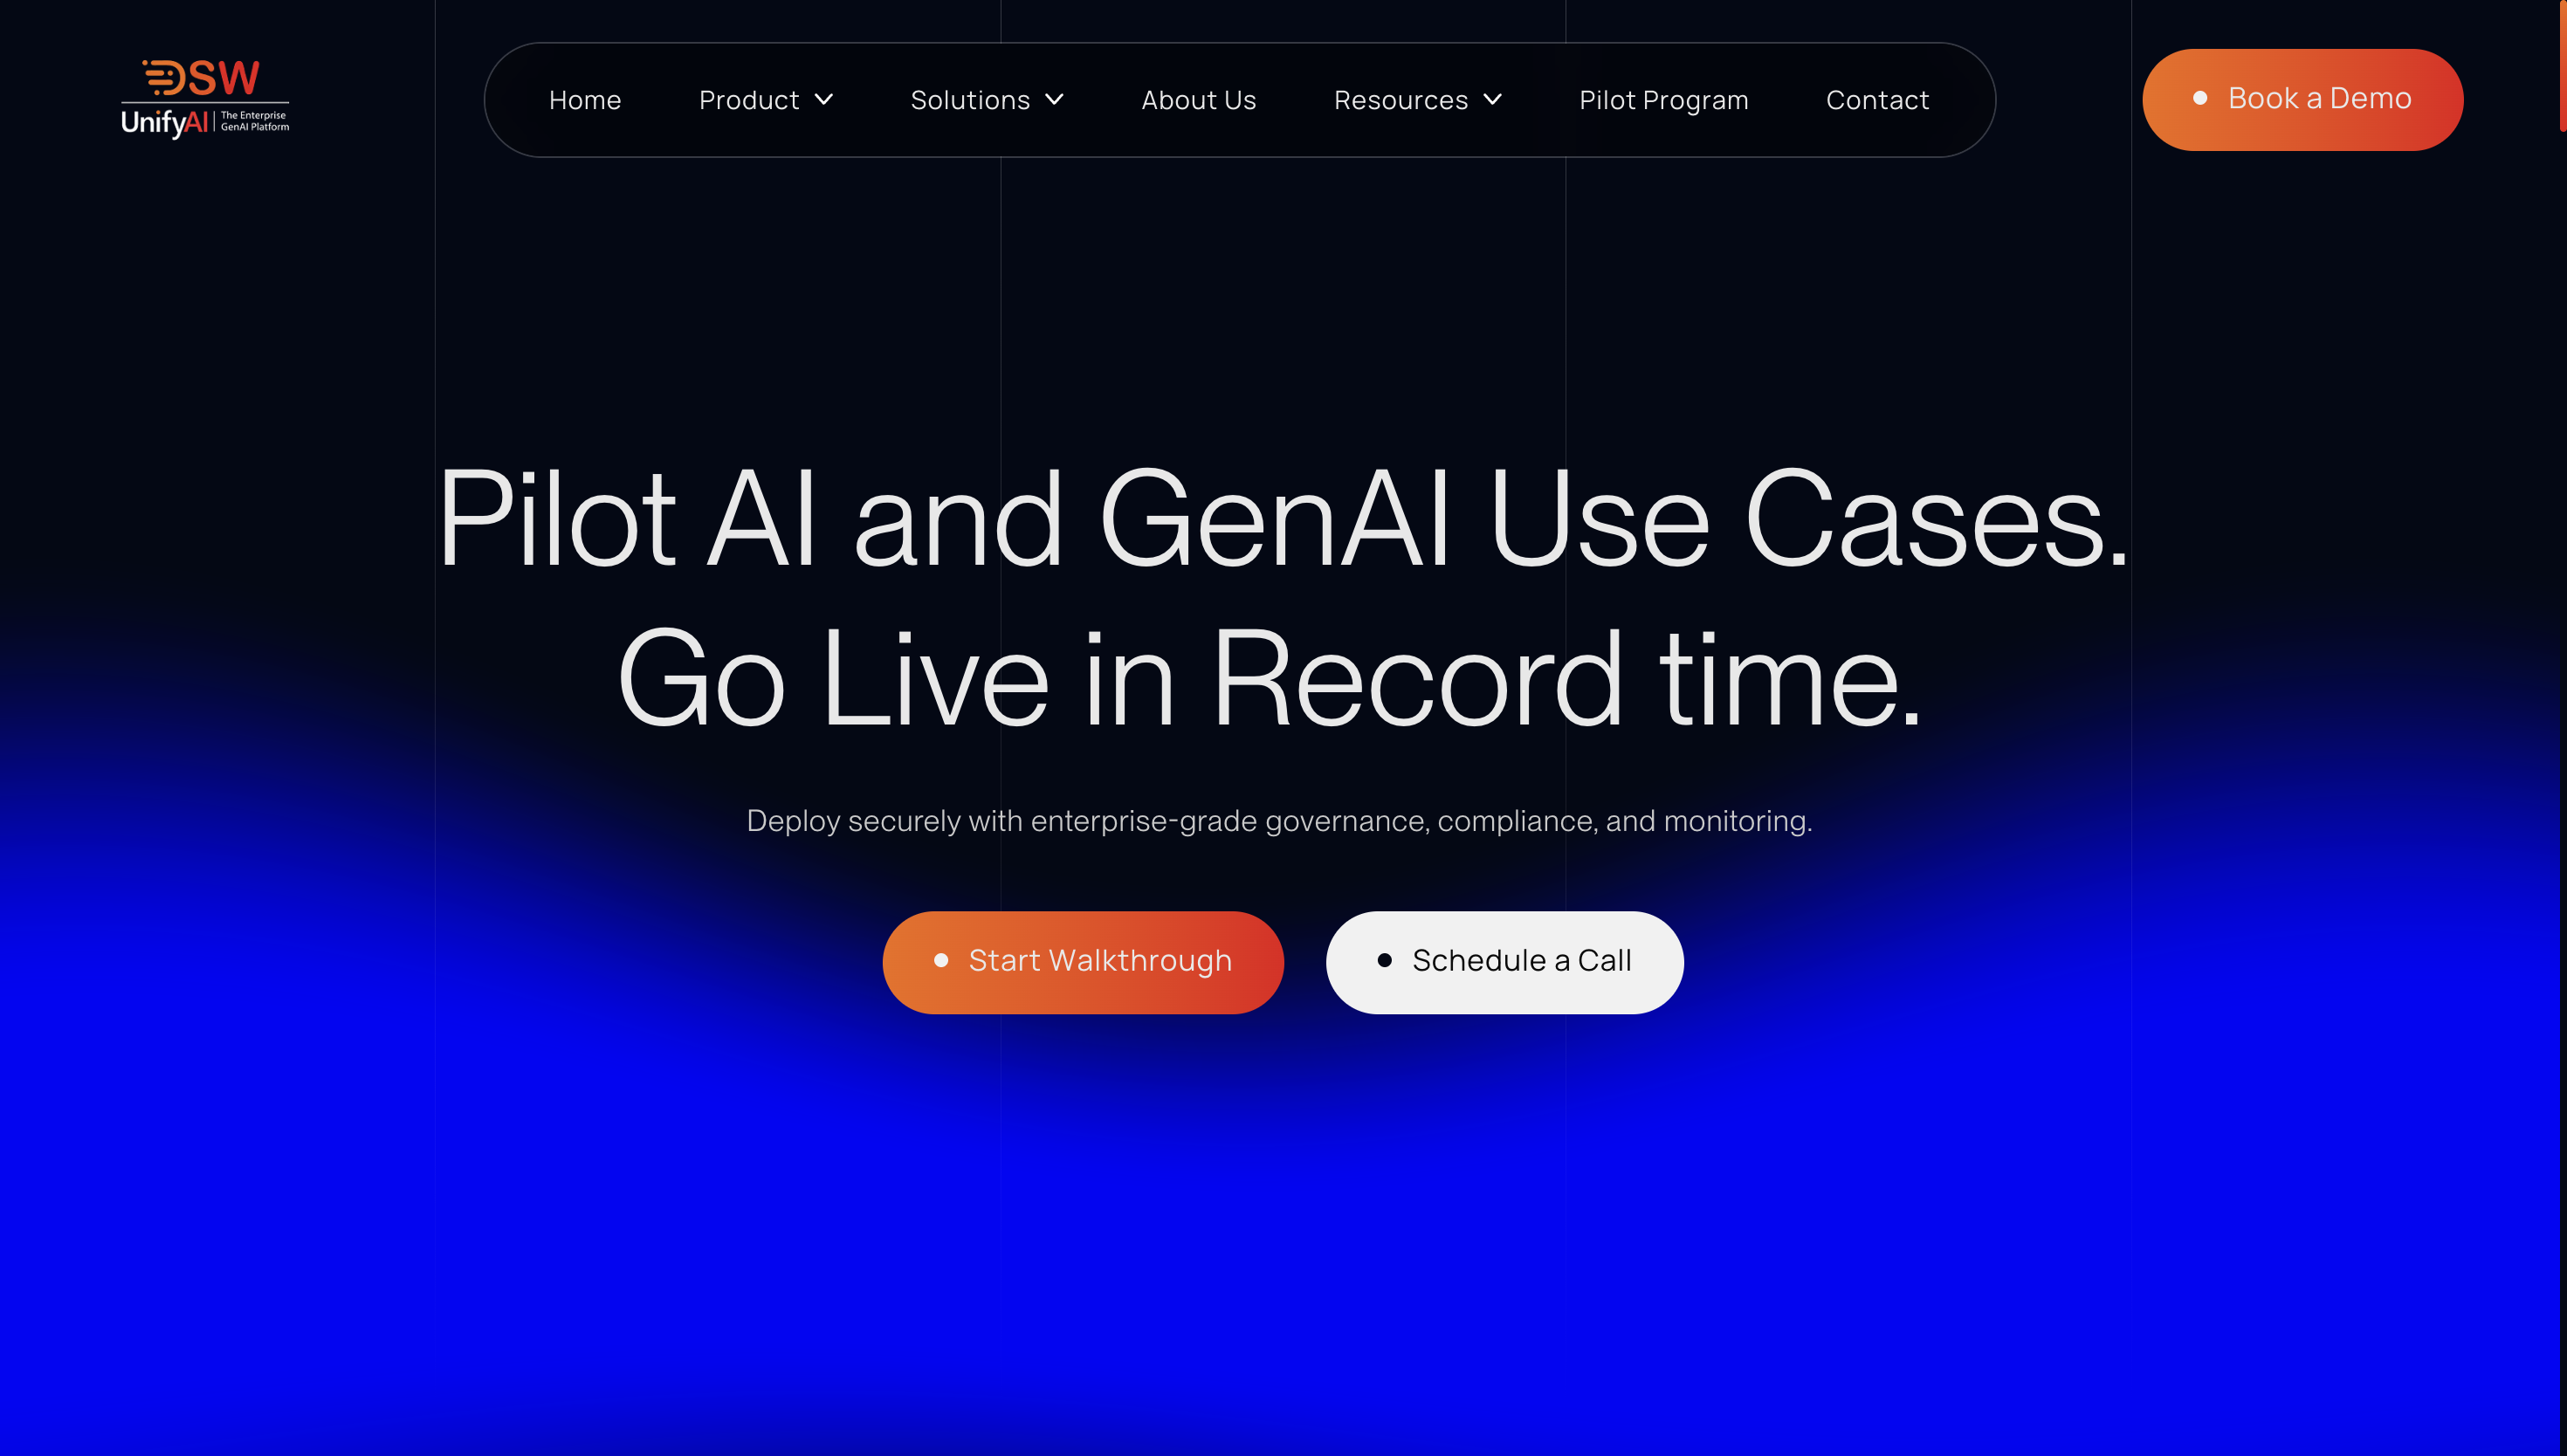 DSW
UnifyAI | The Enterprise
GenAI Platform
Home Product Solutions About Us Resources Pilot Program Contact
Book a Demo
Pilot AI and GenAI Use Cases.
Go Live in Record time.
Deploy securely with enterprise-grade governance, compliance, and monitoring.
Start Walkthrough
Schedule a Call